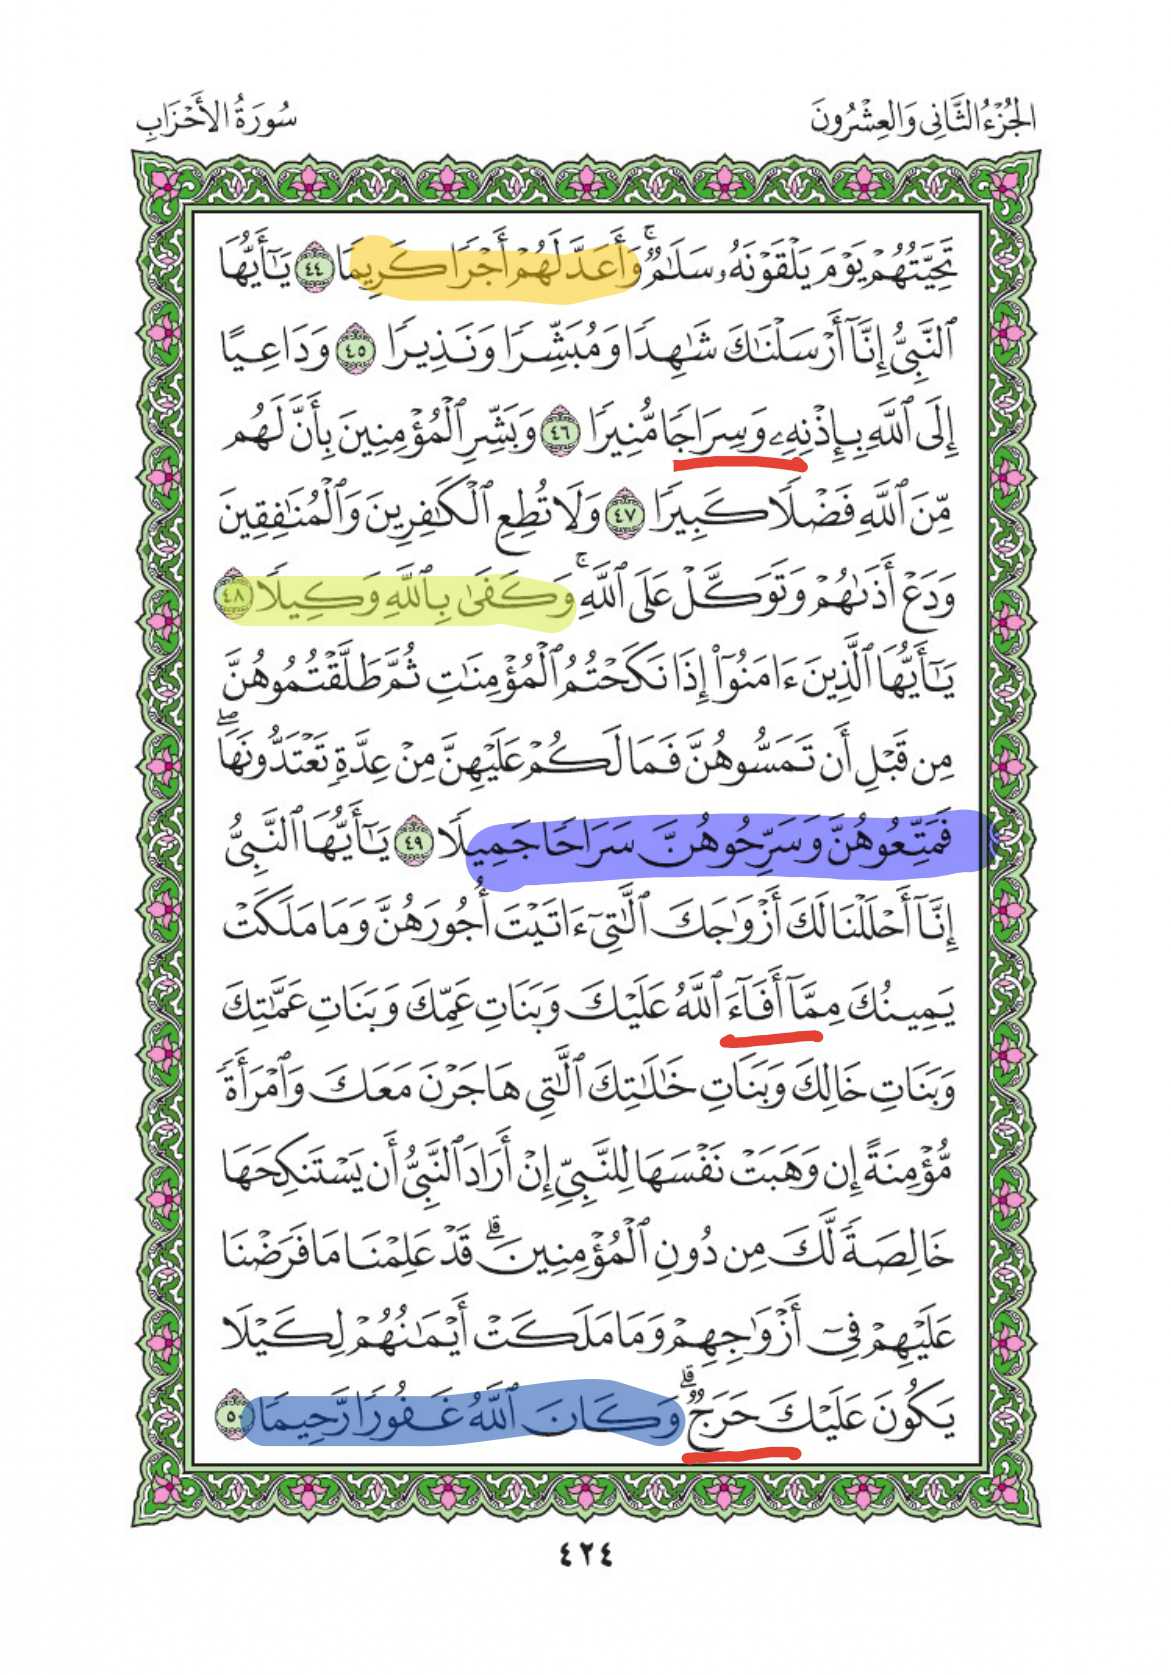 الجُزْءُ الثَّانِي وَالعِشْرُونَ
سُورَةُ الأَحْزَابِ
تَحِيَّتُهُمْ يَوْمَ يَلْقَوْنَهُۥ سَلَـٰمٌ ۚ وَأَعَدَّ لَهُمْ أَجْرًا كَرِيمًا ٤٤ يَـٰٓأَيُّهَا
ٱلنَّبِىُّ إِنَّآ أَرْسَلْنَـٰكَ شَـٰهِدًا وَمُبَشِّرًا وَنَذِيرًا ٤٥ وَدَاعِيًا
إِلَى ٱللَّهِ بِإِذْنِهِۦ وَسِرَاجًا مُّنِيرًا ٤٦ وَبَشِّرِ ٱلْمُؤْمِنِينَ بِأَنَّ لَهُم
مِّنَ ٱللَّهِ فَضْلًا كَبِيرًا ٤٧ وَلَا تُطِعِ ٱلْكَـٰفِرِينَ وَٱلْمُنَـٰفِقِينَ
وَدَعْ أَذَىٰهُمْ وَتَوَكَّلْ عَلَى ٱللَّهِ ۚ وَكَفَىٰ بِٱللَّهِ وَكِيلًا ٤٨
يَـٰٓأَيُّهَا ٱلَّذِينَ ءَامَنُوٓا۟ إِذَا نَكَحْتُمُ ٱلْمُؤْمِنَـٰتِ ثُمَّ طَلَّقْتُمُوهُنَّ
مِن قَبْلِ أَن تَمَسُّوهُنَّ فَمَا لَكُمْ عَلَيْهِنَّ مِنْ عِدَّةٍ تَعْتَدُّونَهَا ۖ
فَمَتِّعُوهُنَّ وَسَرِّحُوهُنَّ سَرَاحًا جَمِيلًا ٤٩ يَـٰٓأَيُّهَا ٱلنَّبِىُّ
إِنَّآ أَحْلَلْنَا لَكَ أَزْوَٰجَكَ ٱلَّـٰتِىٓ ءَاتَيْتَ أُجُورَهُنَّ وَمَا مَلَكَتْ
يَمِينُكَ مِمَّآ أَفَآءَ ٱللَّهُ عَلَيْكَ وَبَنَاتِ عَمِّكَ وَبَنَاتِ عَمَّـٰتِكَ
وَبَنَاتِ خَالِكَ وَبَنَاتِ خَـٰلَـٰتِكَ ٱلَّـٰتِى هَاجَرْنَ مَعَكَ وَٱمْرَأَةً
مُّؤْمِنَةً إِن وَهَبَتْ نَفْسَهَا لِلنَّبِىِّ إِنْ أَرَادَ ٱلنَّبِىُّ أَن يَسْتَنكِحَهَا
خَالِصَةً لَّكَ مِن دُونِ ٱلْمُؤْمِنِينَ ۗ قَدْ عَلِمْنَا مَا فَرَضْنَا
عَلَيْهِمْ فِىٓ أَزْوَٰجِهِمْ وَمَا مَلَكَتْ أَيْمَـٰنُهُمْ لِكَيْلَا
يَكُونَ عَلَيْكَ حَرَجٌ ۗ وَكَانَ ٱللَّهُ غَفُورًا رَّحِيمًا ٥٠
٤٢٤